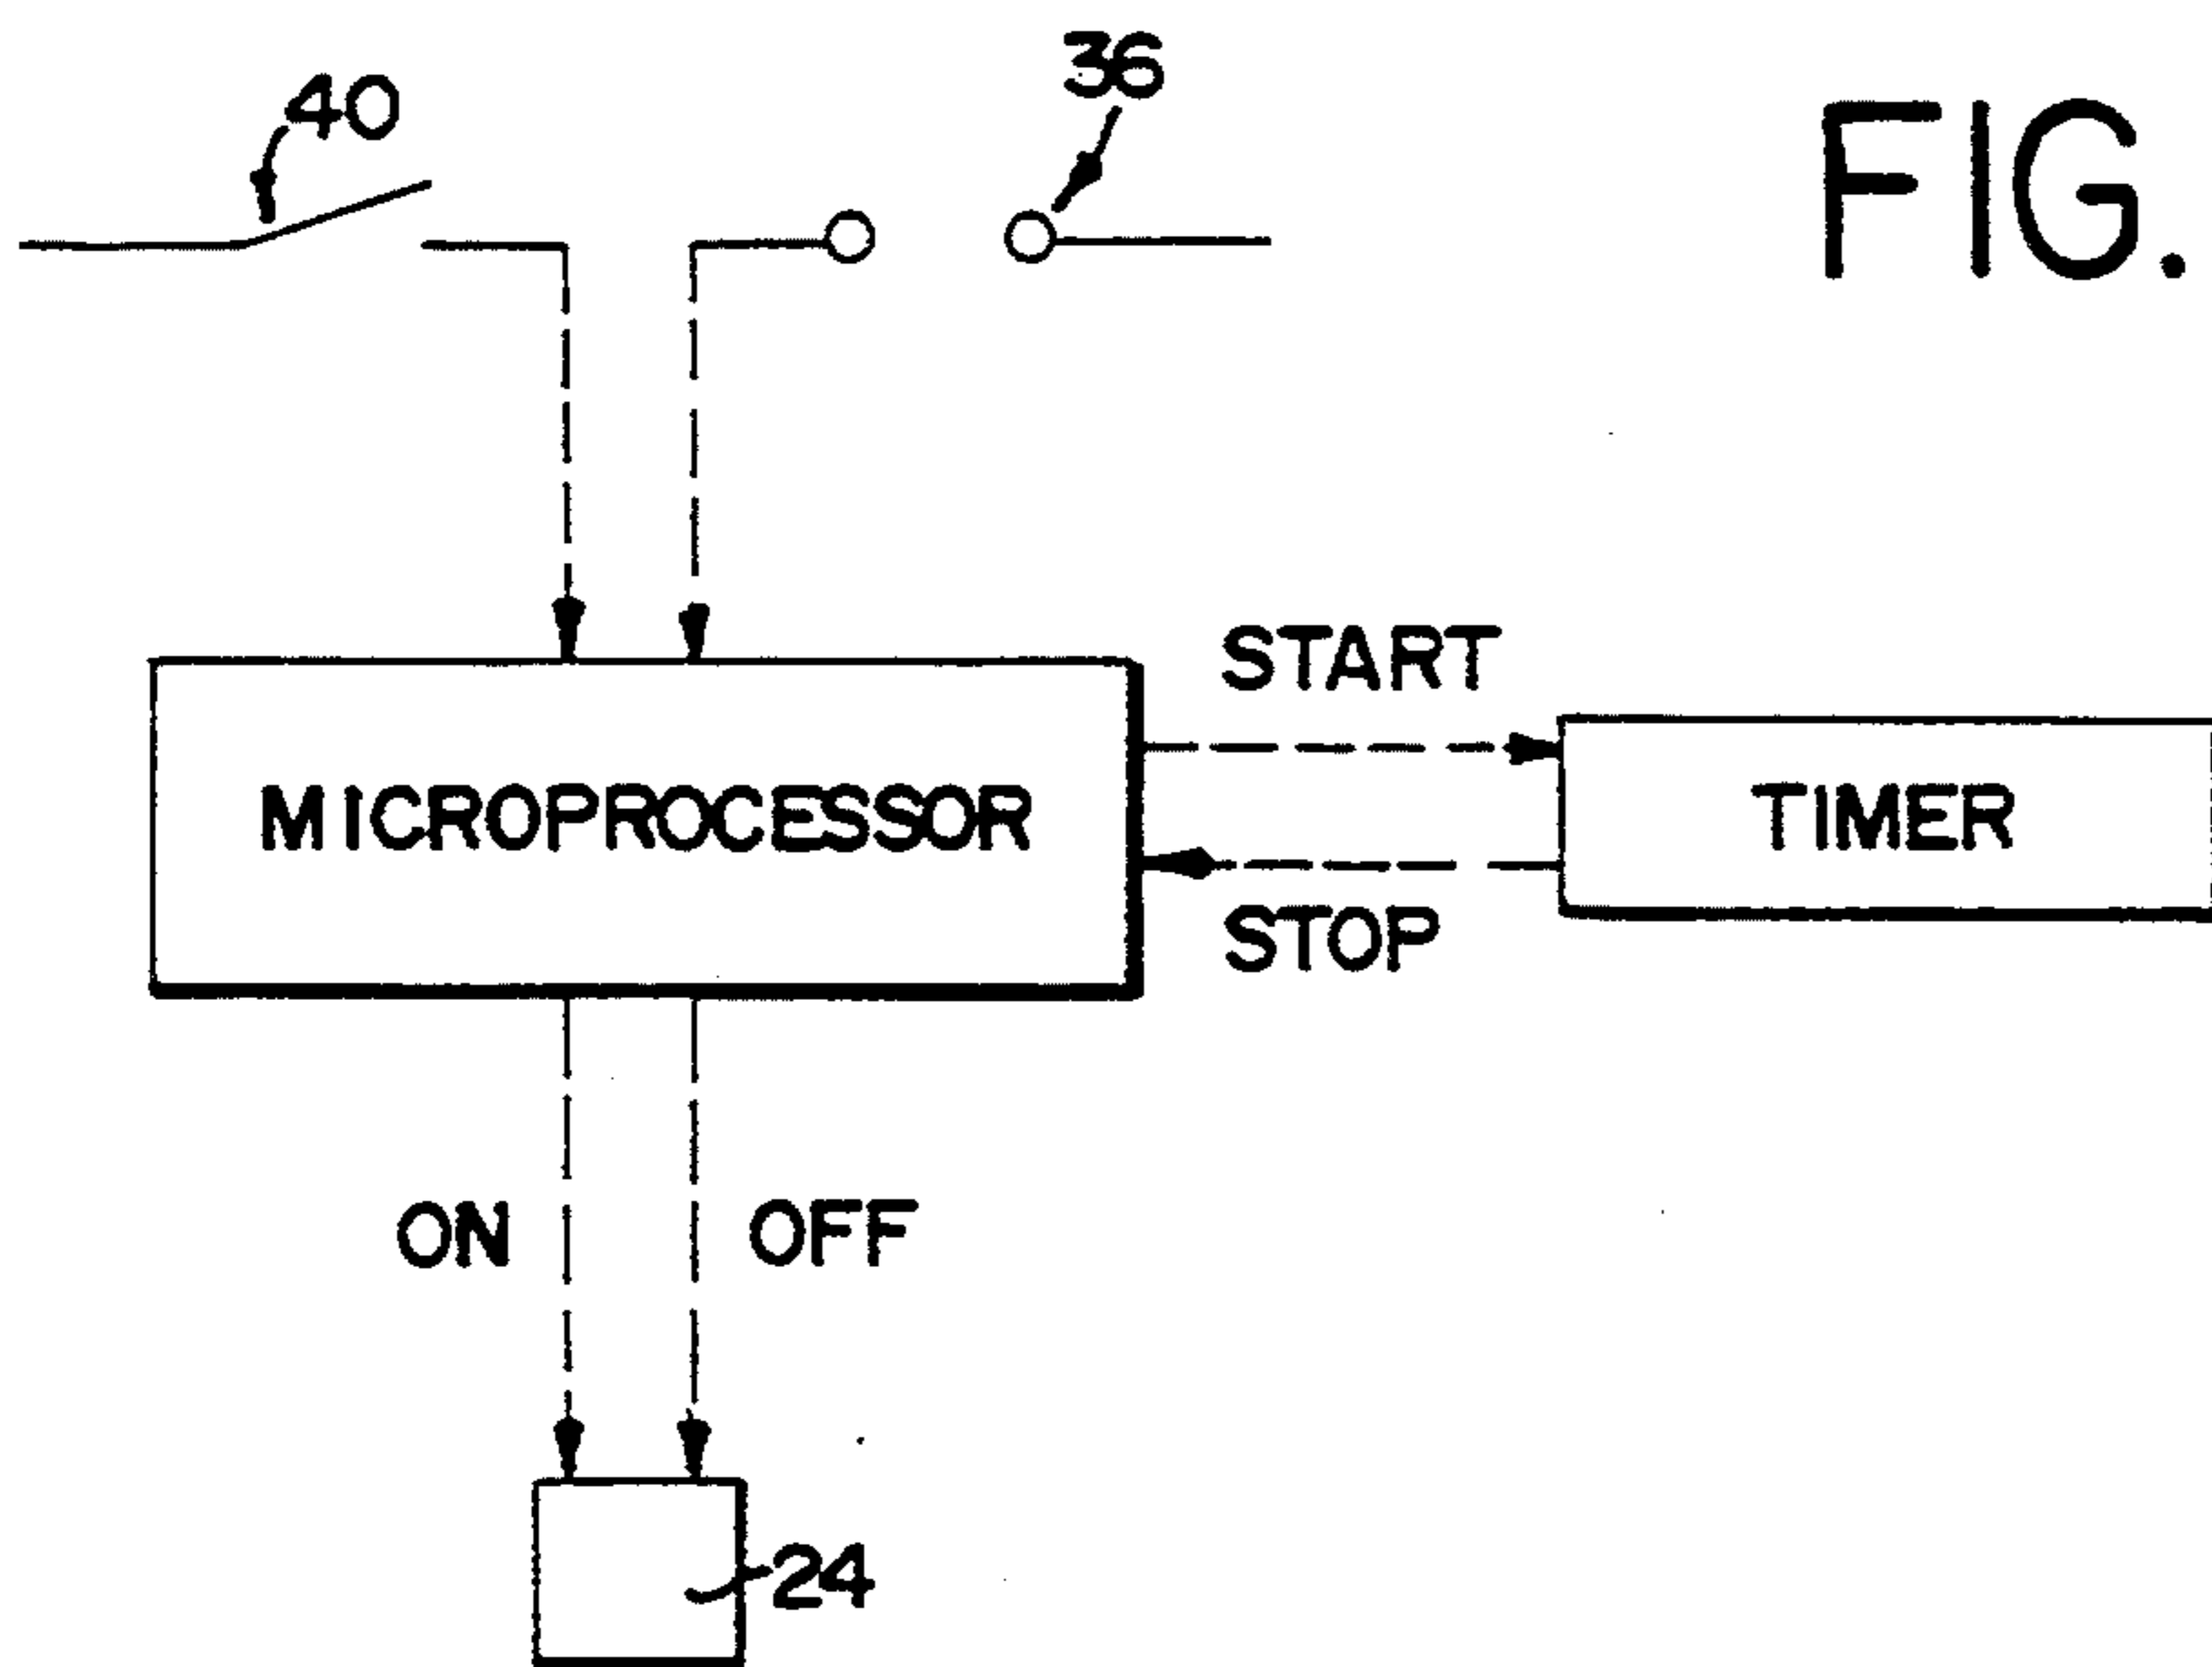 40
36
FIG.
START
MICROPROCESSOR
TIMER
STOP
ON
OFF
24